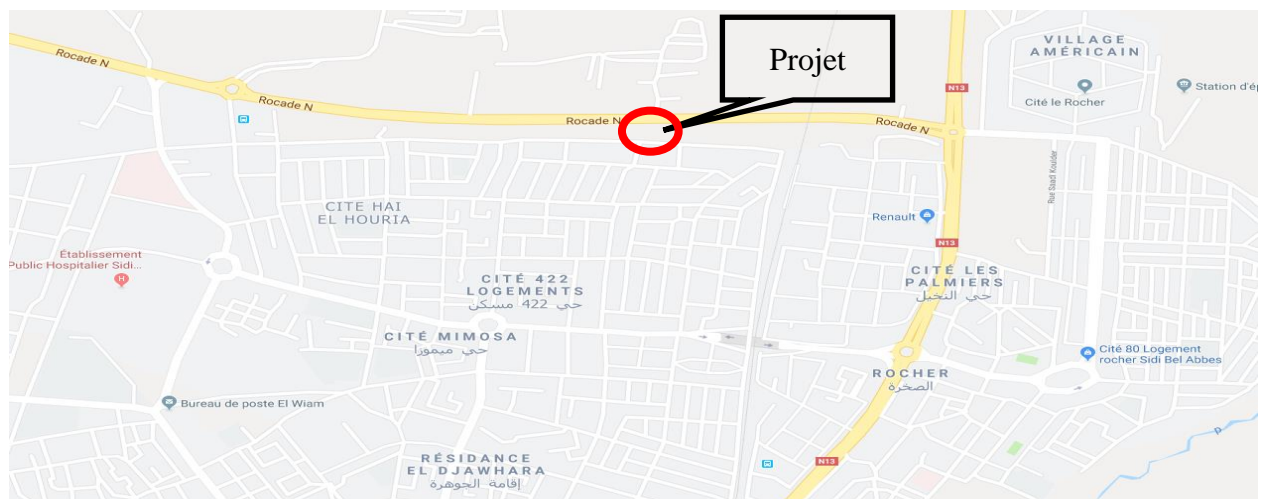 Projet
VILLAGE
AMÉRICAIN
Rocade N
N13
Cité le Rocher
Station d'é
Rocade N
Rocade N
Rocade N
Rue Saadi Koulder
CITE HAI
EL HOURIA
Renault
N13
Établissement
Public Hospitalier Sidi...
H
CITÉ 422
LOGEMENTS
حي 422 مسكن
CITÉ LES
PALMIERS
حي النخيل
CITÉ MIMOSA
حي ميموزا
Cité 80 Logement
rocher Sidi Bel Abbes
ROCHER
الصخرة
Bureau de poste El Wiam
P
RÉSIDANCE
EL DJAWHARA
إقامة الجوهرة
N13